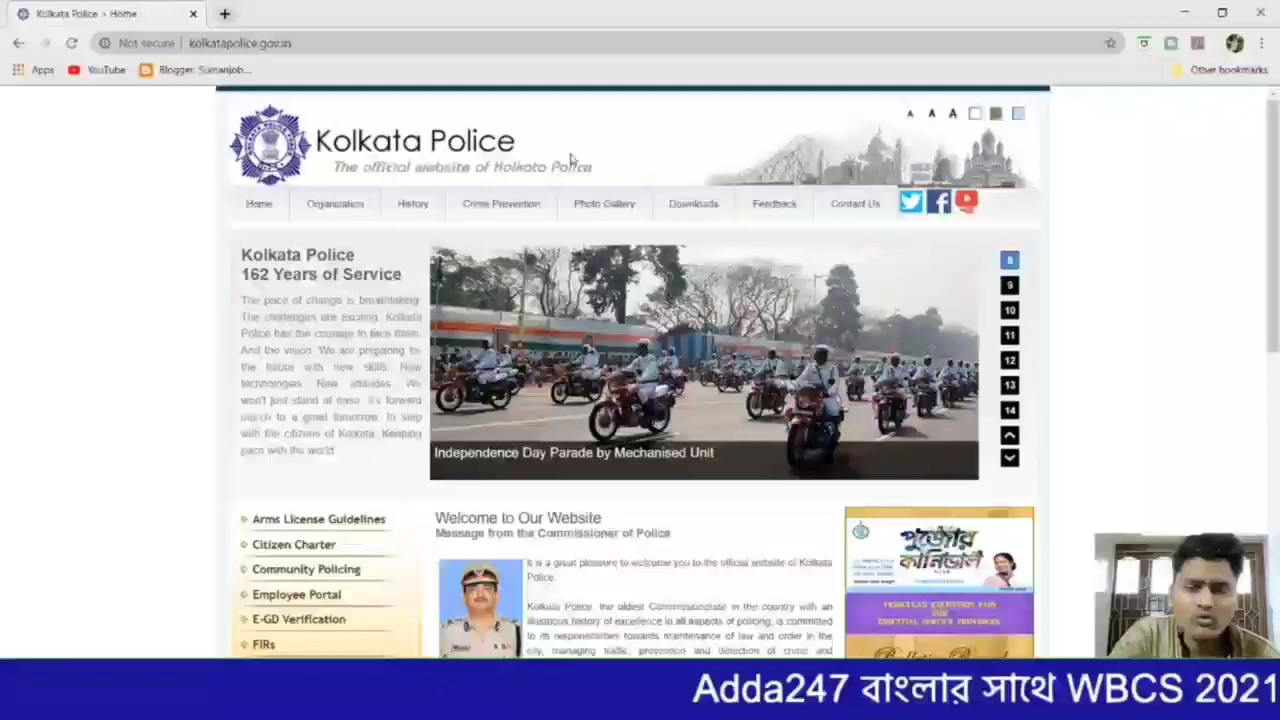 Kolkata Police » Home
Not secure | kolkatapolice.gov.in
Apps YouTube Blogger: Sumanjob... Other bookmarks
A A A
Kolkata Police
The official website of Kolkata Police
Home Organization History Crime Prevention Photo Gallery Downloads Feedback Contact Us
Kolkata Police
162 Years of Service
The pace of change is breathtaking.
The challenges are exciting. Kolkata
Police has the courage to face them.
And the vision. We are preparing for
the future with new skills. New
technologies. New attitudes. We
won't just stand at ease. It's forward
march to a great tomorrow. In step
with the citizens of Kolkata. Keeping
pace with the world.
8
9
10
11
12
13
14
Independence Day Parade by Mechanised Unit
Arms License Guidelines
Citizen Charter
Community Policing
Employee Portal
E-GD Verification
FIRs
Welcome to Our Website
Message from the Commissioner of Police
It is a great pleasure to welcome you to the official website of Kolkata
Police.
Kolkata Police, the oldest Commissionerate in the country with an
illustrious history of excellence in all aspects of policing, is committed
to its responsibilities towards maintenance of law and order in the
city, managing traffic, prevention and detection of crime and
পুজোর
VEHICULAR EXEMPTION PASS
FOR
ESSENTIAL SERVICE PROVIDERS
Adda247 বাংলার সাথে WBCS 2021